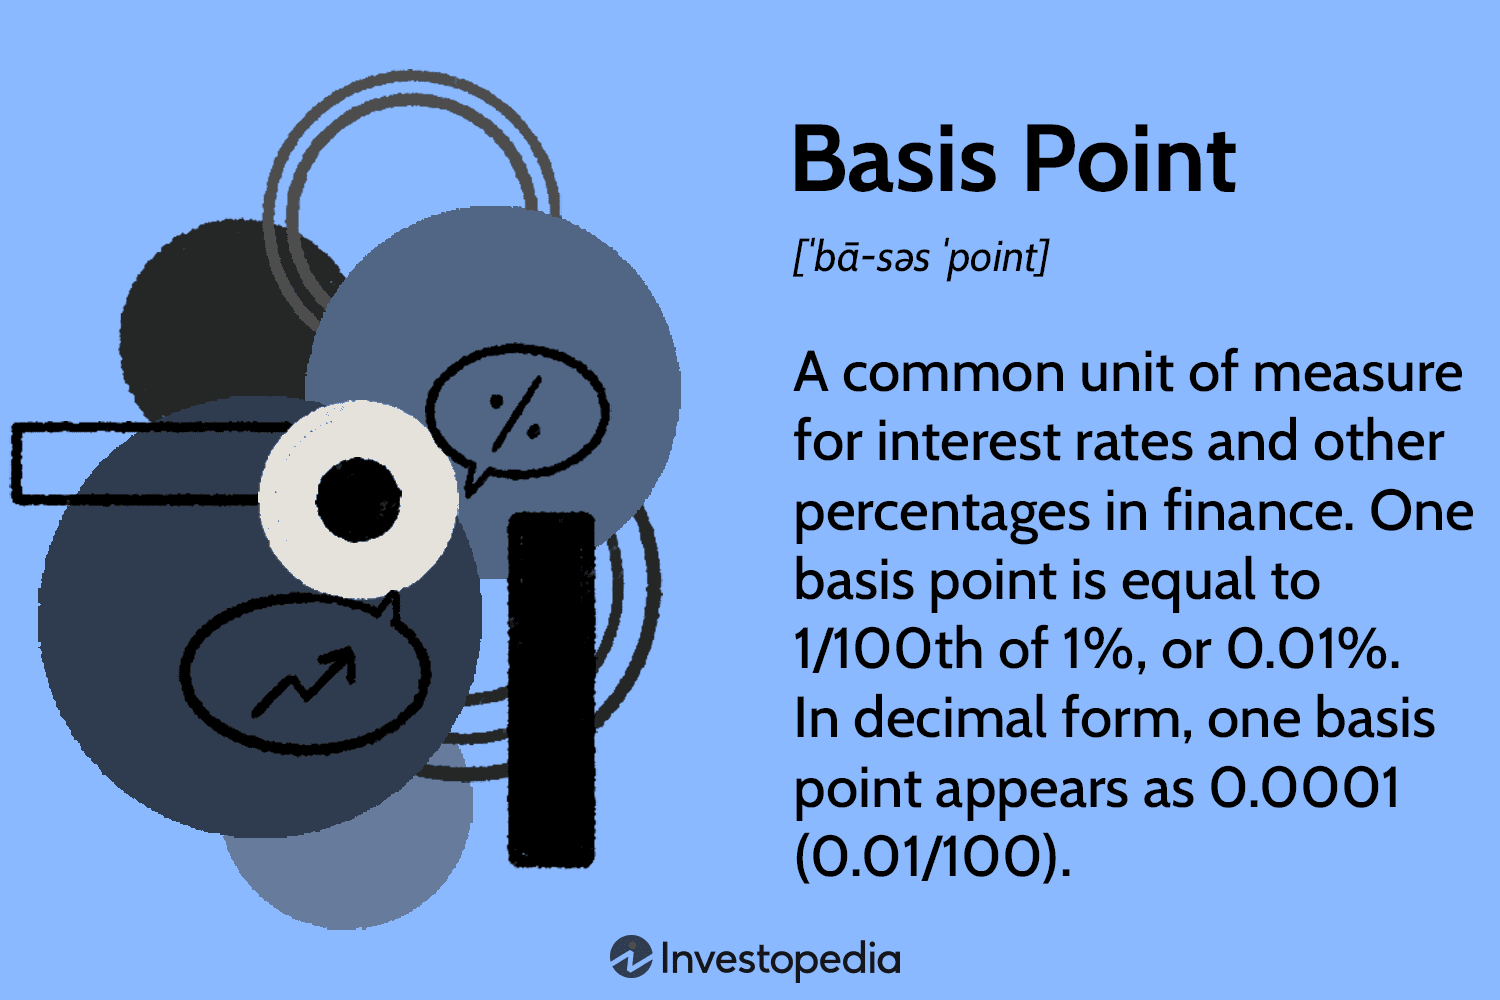 Basis Point
[ˈbā-səs ˈpoint]
A common unit of measure
for interest rates and other
percentages in finance. One
basis point is equal to
1/100th of 1%, or 0.01%.
In decimal form, one basis
point appears as 0.0001
(0.01/100).
%
Investopedia